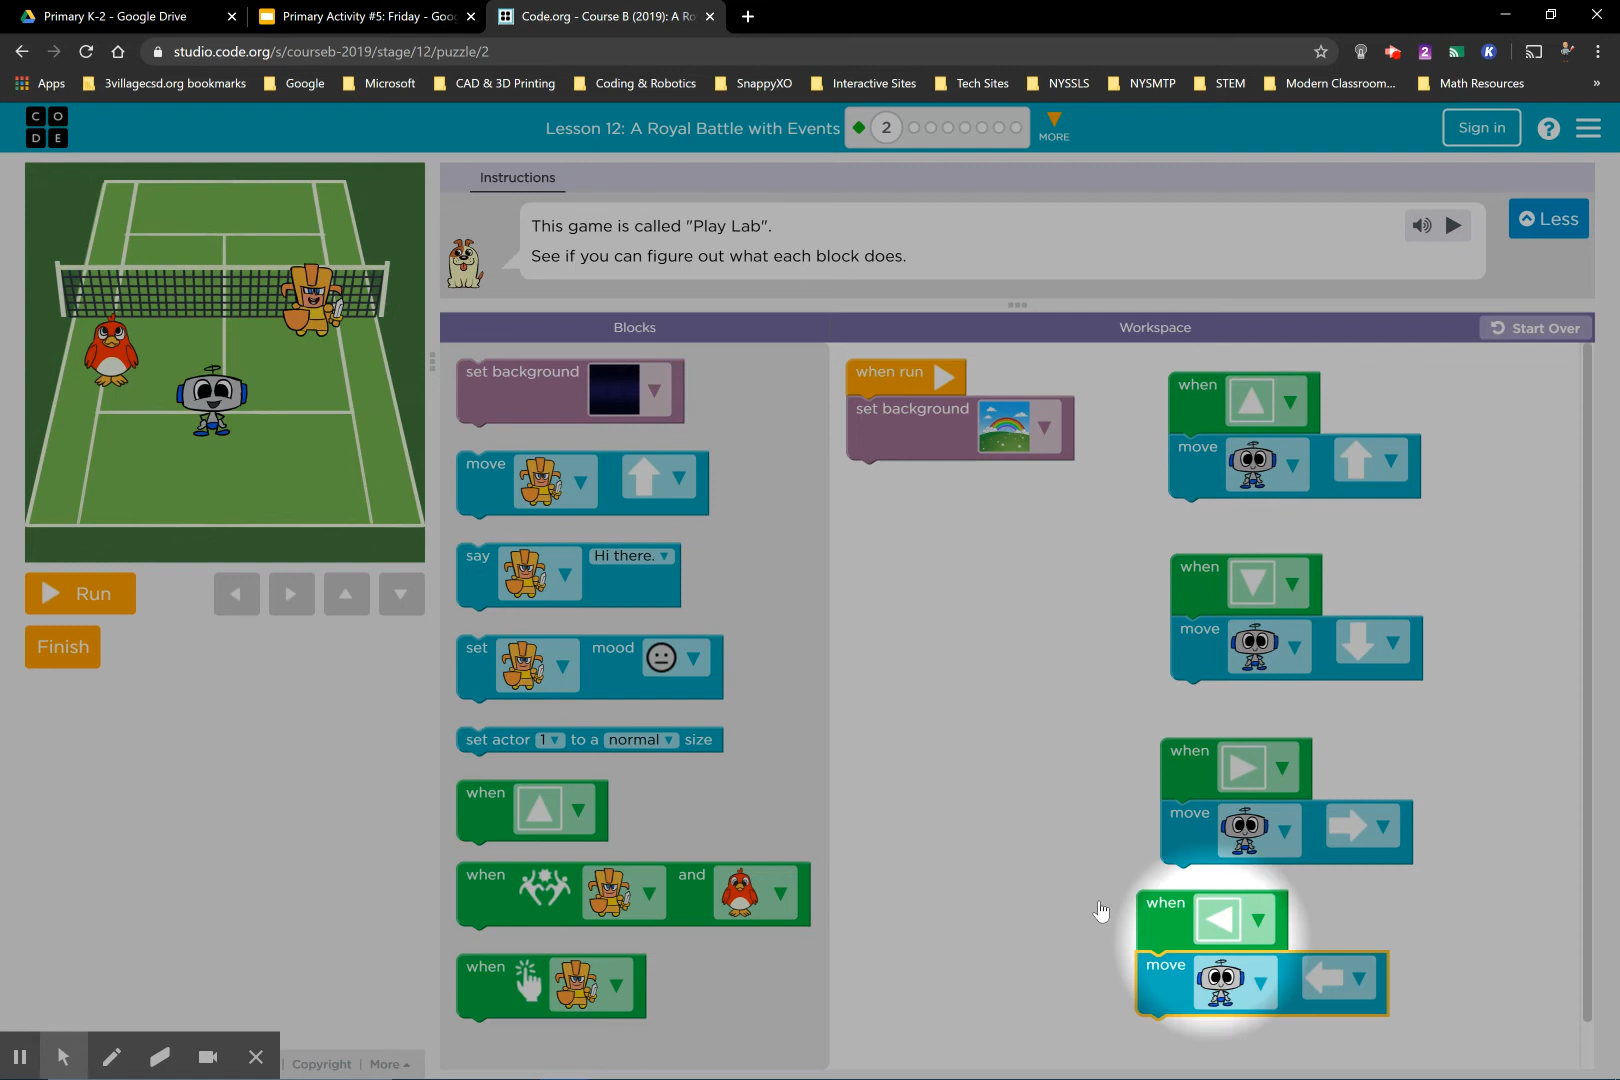 Primary K-2 - Google Drive
Primary Activity #5: Friday - Goo
Code.org - Course B (2019): A Ro
studio.code.org/s/courseb-2019/stage/12/puzzle/2
2
K
Apps
3villagecsd.org bookmarks
Google
Microsoft
CAD & 3D Printing
Coding & Robotics
SnappyXO
Interactive Sites
Tech Sites
NYSSLS
NYSMTP
STEM
Modern Classroom...
Math Resources
»
C O
D E
Lesson 12: A Royal Battle with Events
2
MORE
Sign in
?
Instructions
This game is called "Play Lab".
See if you can figure out what each block does.
Less
Blocks
Workspace
Start Over
set background
move
say Hi there.
set mood
set actor 1 to a normal size
when
when and
when
when run
set background
when
move
when
move
when
move
when
move
Run
Finish
| Copyright | More